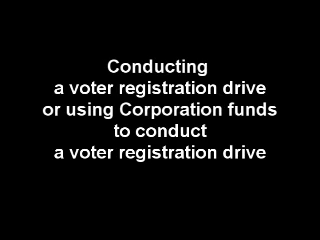 Conducting
a voter registration drive
or using Corporation funds
to conduct
a voter registration drive